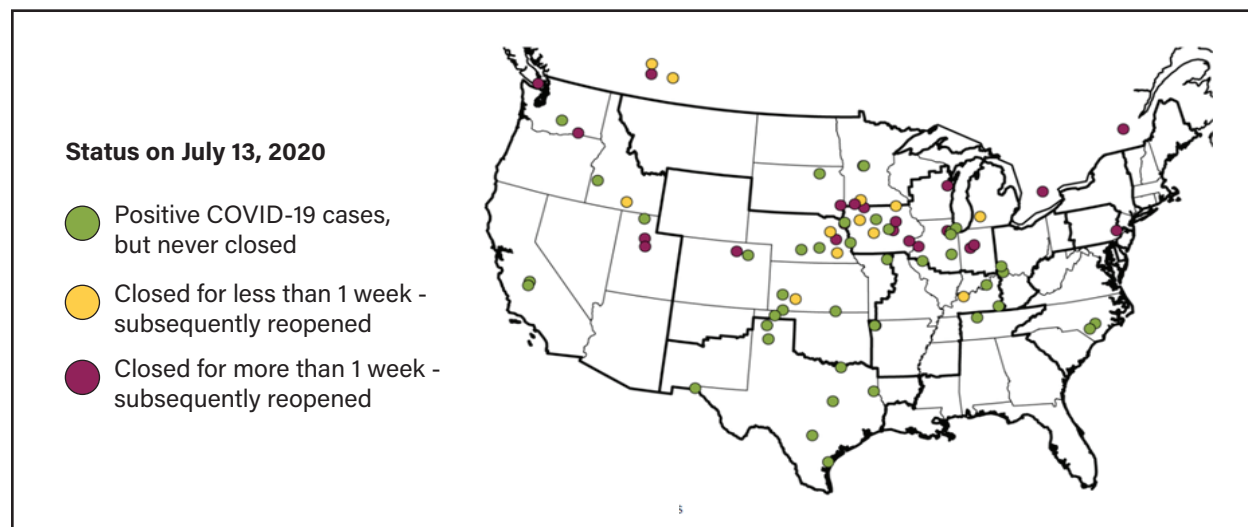 Status on July 13, 2020
Positive COVID-19 cases,
but never closed
Closed for less than 1 week -
subsequently reopened
Closed for more than 1 week -
subsequently reopened
s